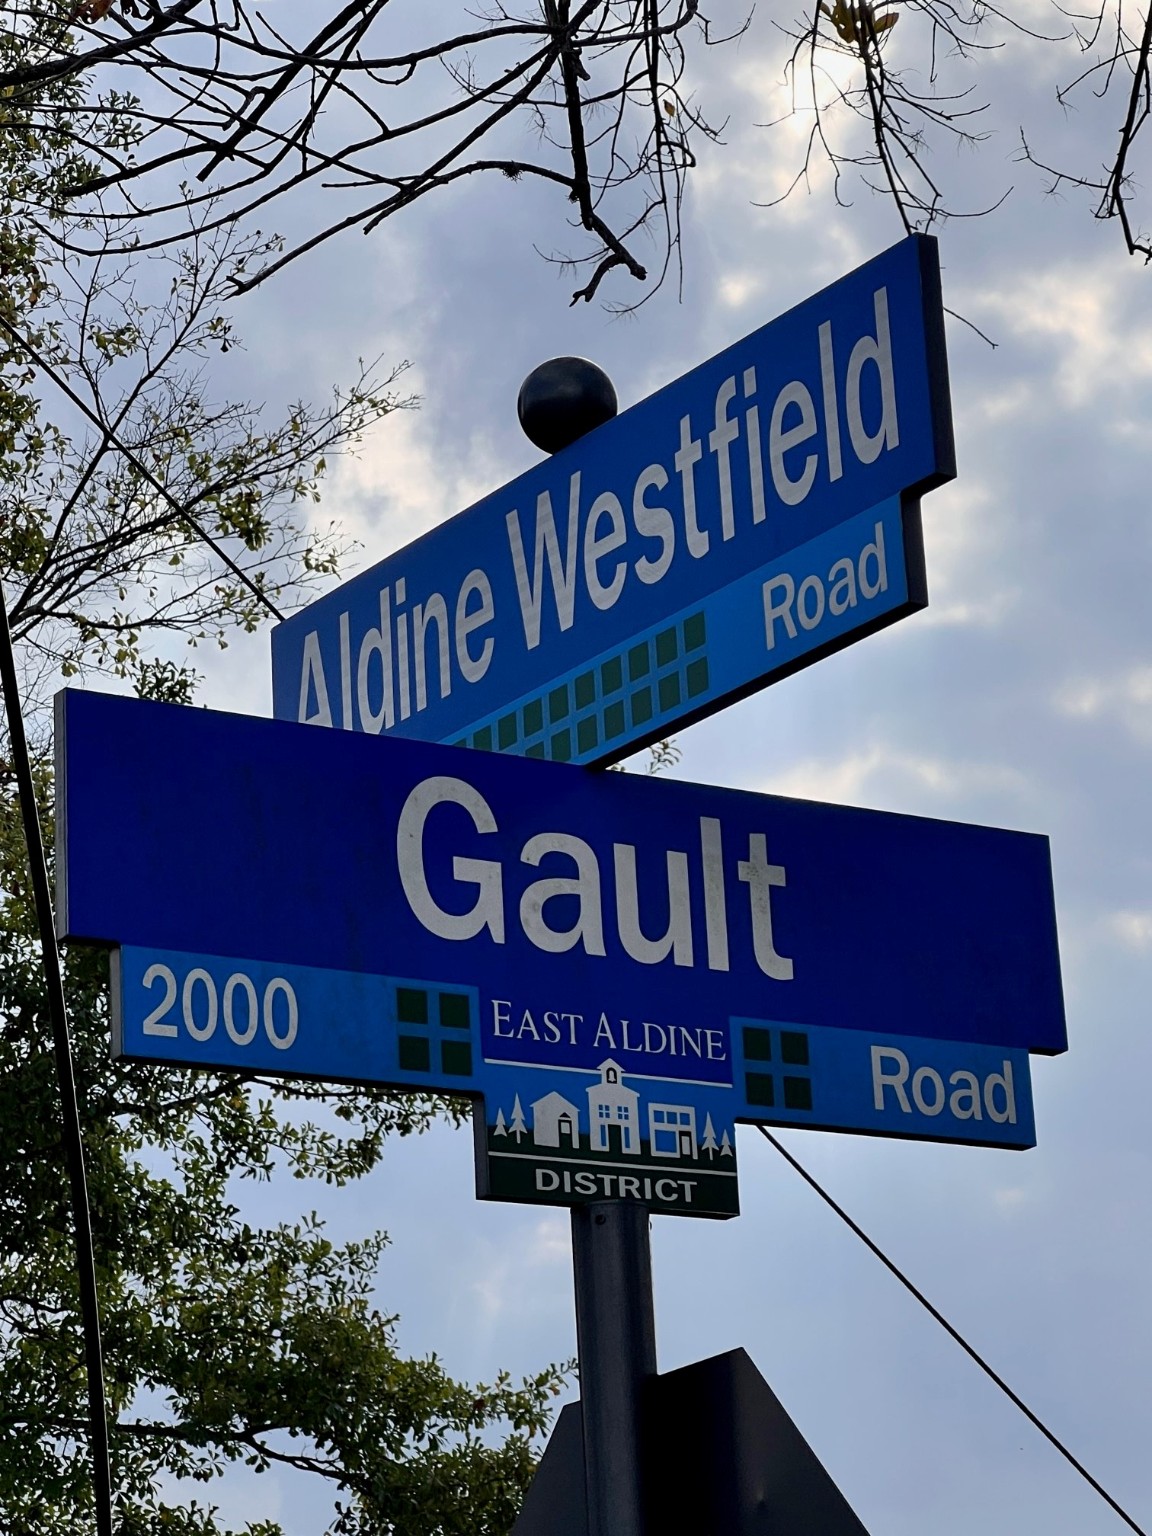 Aldine Westfield
Road
Gault
2000
EAST ALDINE
DISTRICT
Road